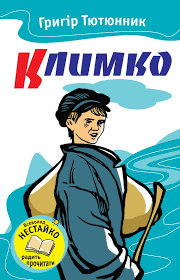 Григір Тютюнник
Климко
Всеволод
НЕСТАЙКО
радить
прочитати